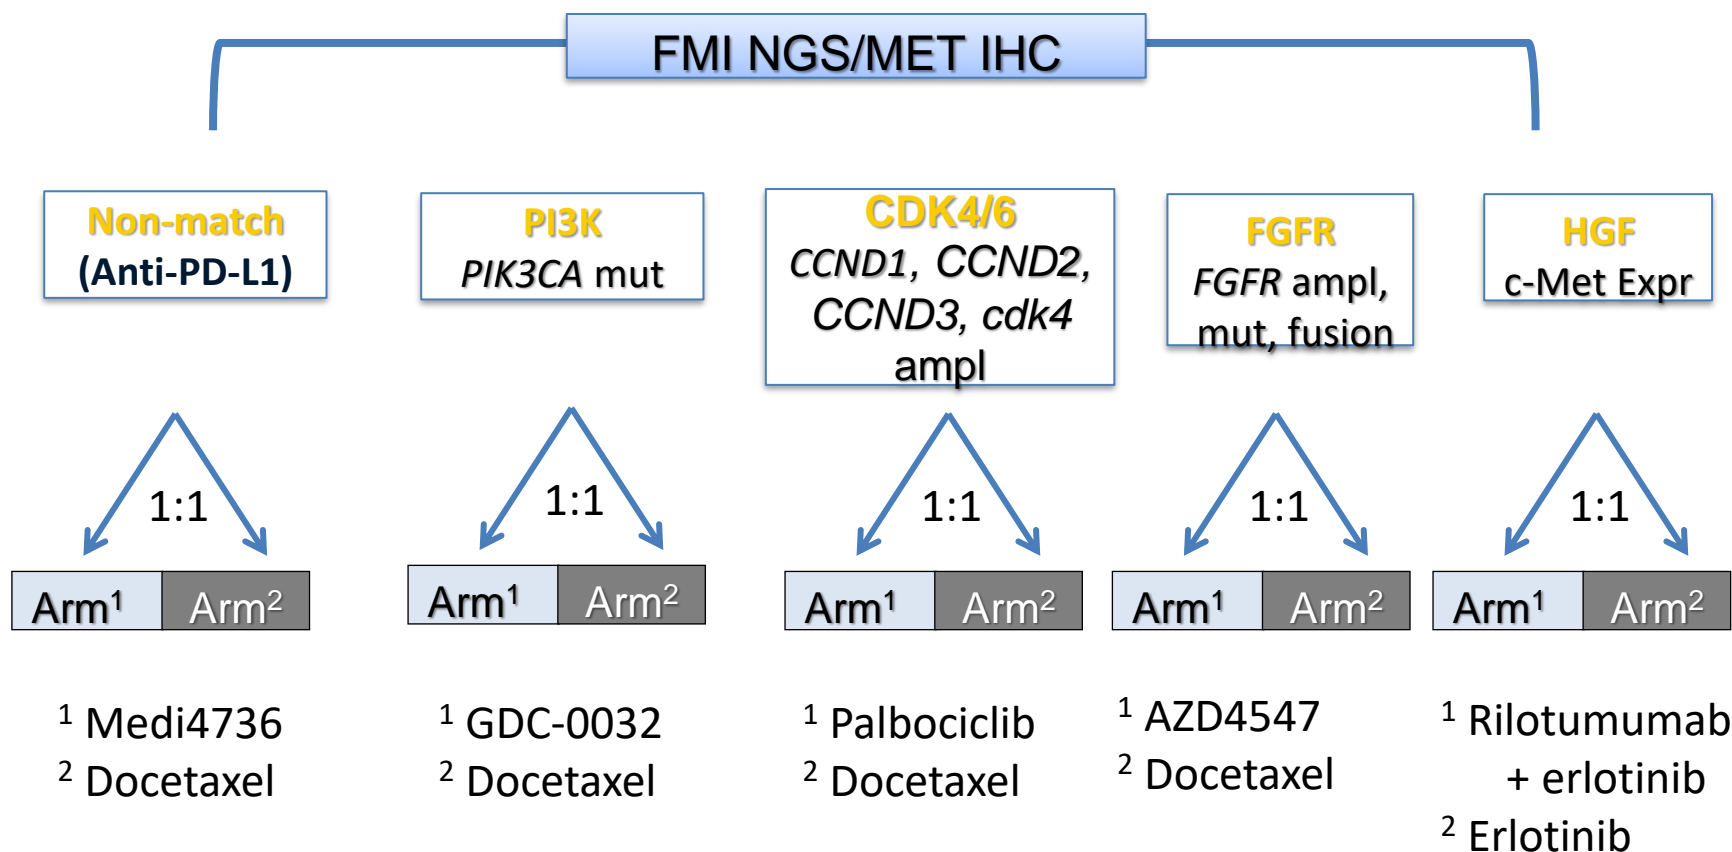 FMI NGS/MET IHC
Non-match
(Anti-PD-L1)
PI3K
PIK3CA mut
CDK4/6
CCND1, CCND2,
CCND3, cdk4
ampl
FGFR
FGFR ampl,
mut, fusion
HGF
c-Met Expr
1:1
1:1
1:1
1:1
1:1
Arm¹ Arm²
Arm¹ Arm²
Arm¹ Arm²
Arm¹ Arm²
Arm¹ Arm²
¹ Medi4736
² Docetaxel
¹ GDC-0032
² Docetaxel
¹ Palbociclib
² Docetaxel
¹ AZD4547
² Docetaxel
¹ Rilotumumab
+ erlotinib
² Erlotinib